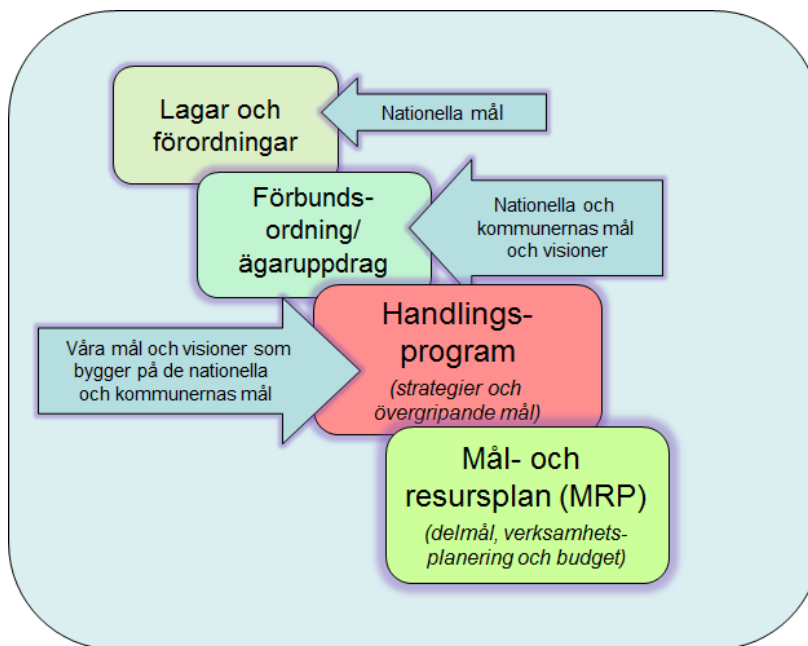 Lagar och
förordningar
Nationella mål
Förbunds-
ordning/
ägaruppdrag
Nationella och
kommunernas mål
och visioner
Handlings-
program
(strategier och
övergripande mål)
Våra mål och visioner som
bygger på de nationella
och kommunernas mål
Mål- och
resursplan (MRP)
(delmål, verksamhets-
planering och budget)